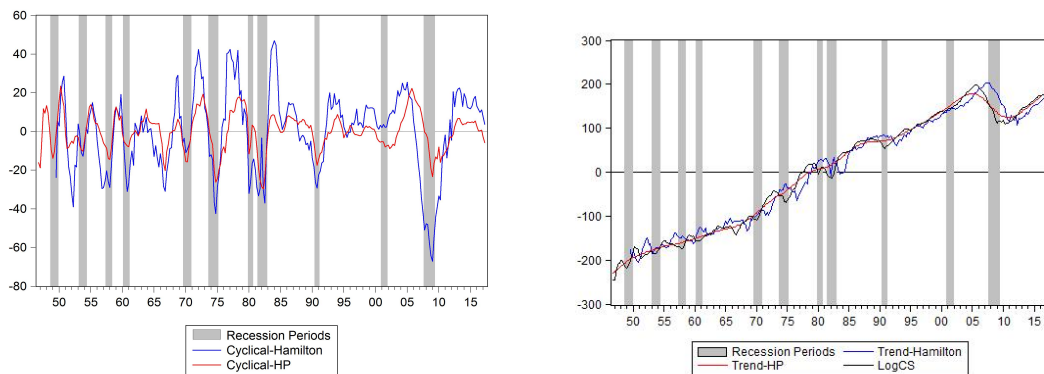 60
40
20
0
-20
-40
-60
-80
50 55 60 65 70 75 80 85 90 95 00 05 10 15
Recession Periods
Cyclical-Hamilton
Cyclical-HP
300
200
100
0
-100
-200
-300
50 55 60 65 70 75 80 85 90 95 00 05 10 15
Recession Periods Trend-Hamilton
Trend-HP LogCS